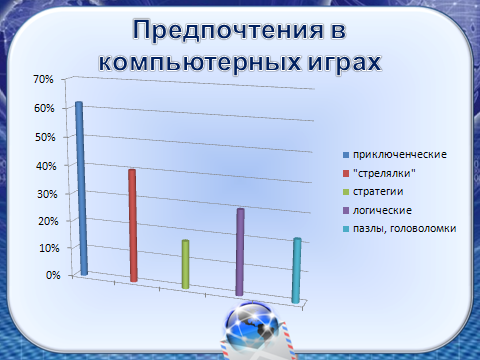 Предпочтения в
компьютерных играх
70%
60%
50%
40%
30%
20%
10%
0%
приключенческие
"стрелялки"
стратегии
логические
пазлы, головоломки